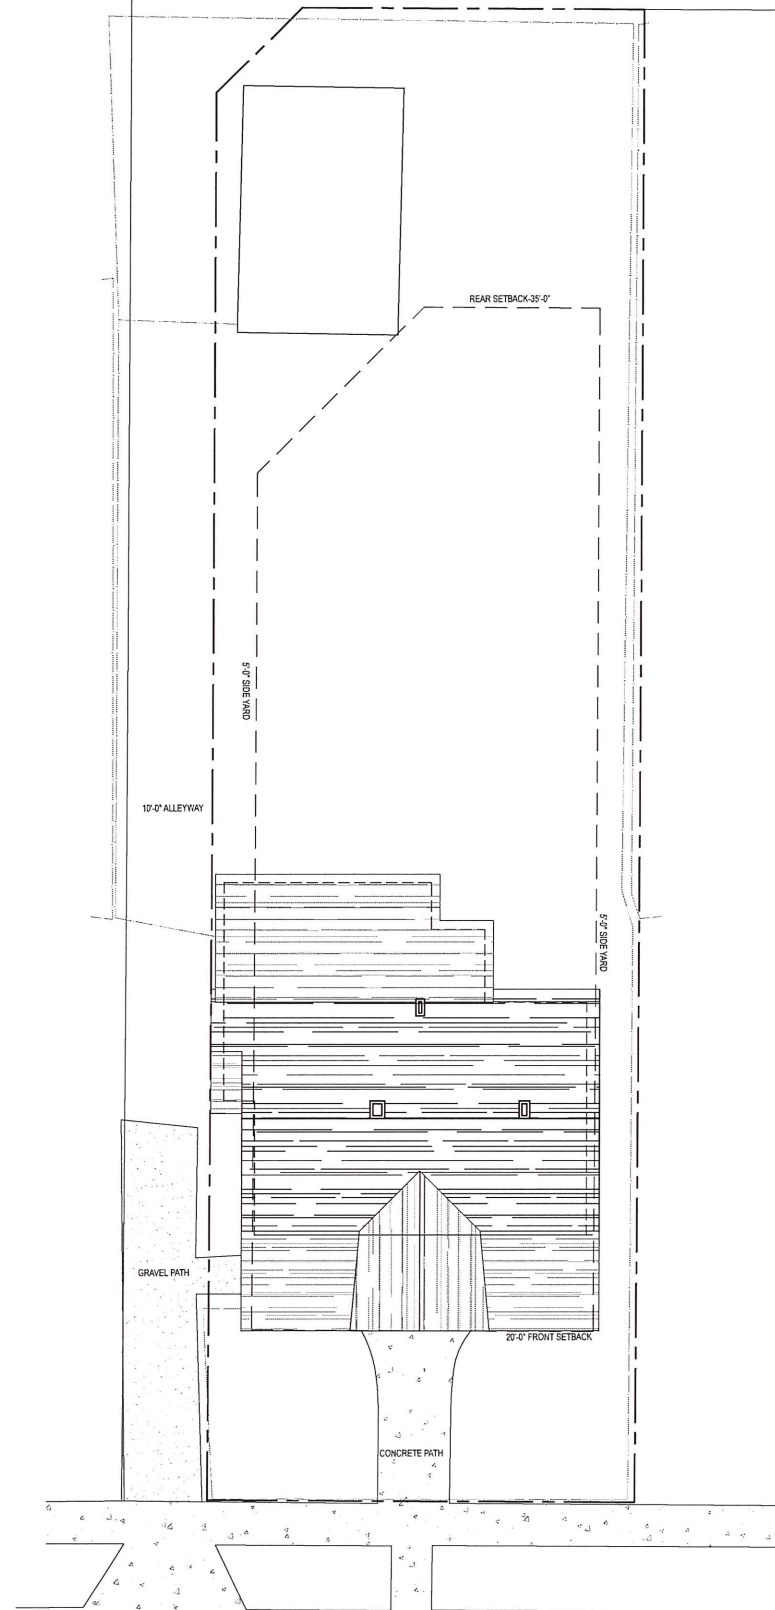 REAR SETBACK-35'-0"
5'-0" SIDE YARD
10'-0" ALLEYWAY
5'-0" SIDE YARD
GRAVEL PATH
20'-0" FRONT SETBACK
CONCRETE PATH